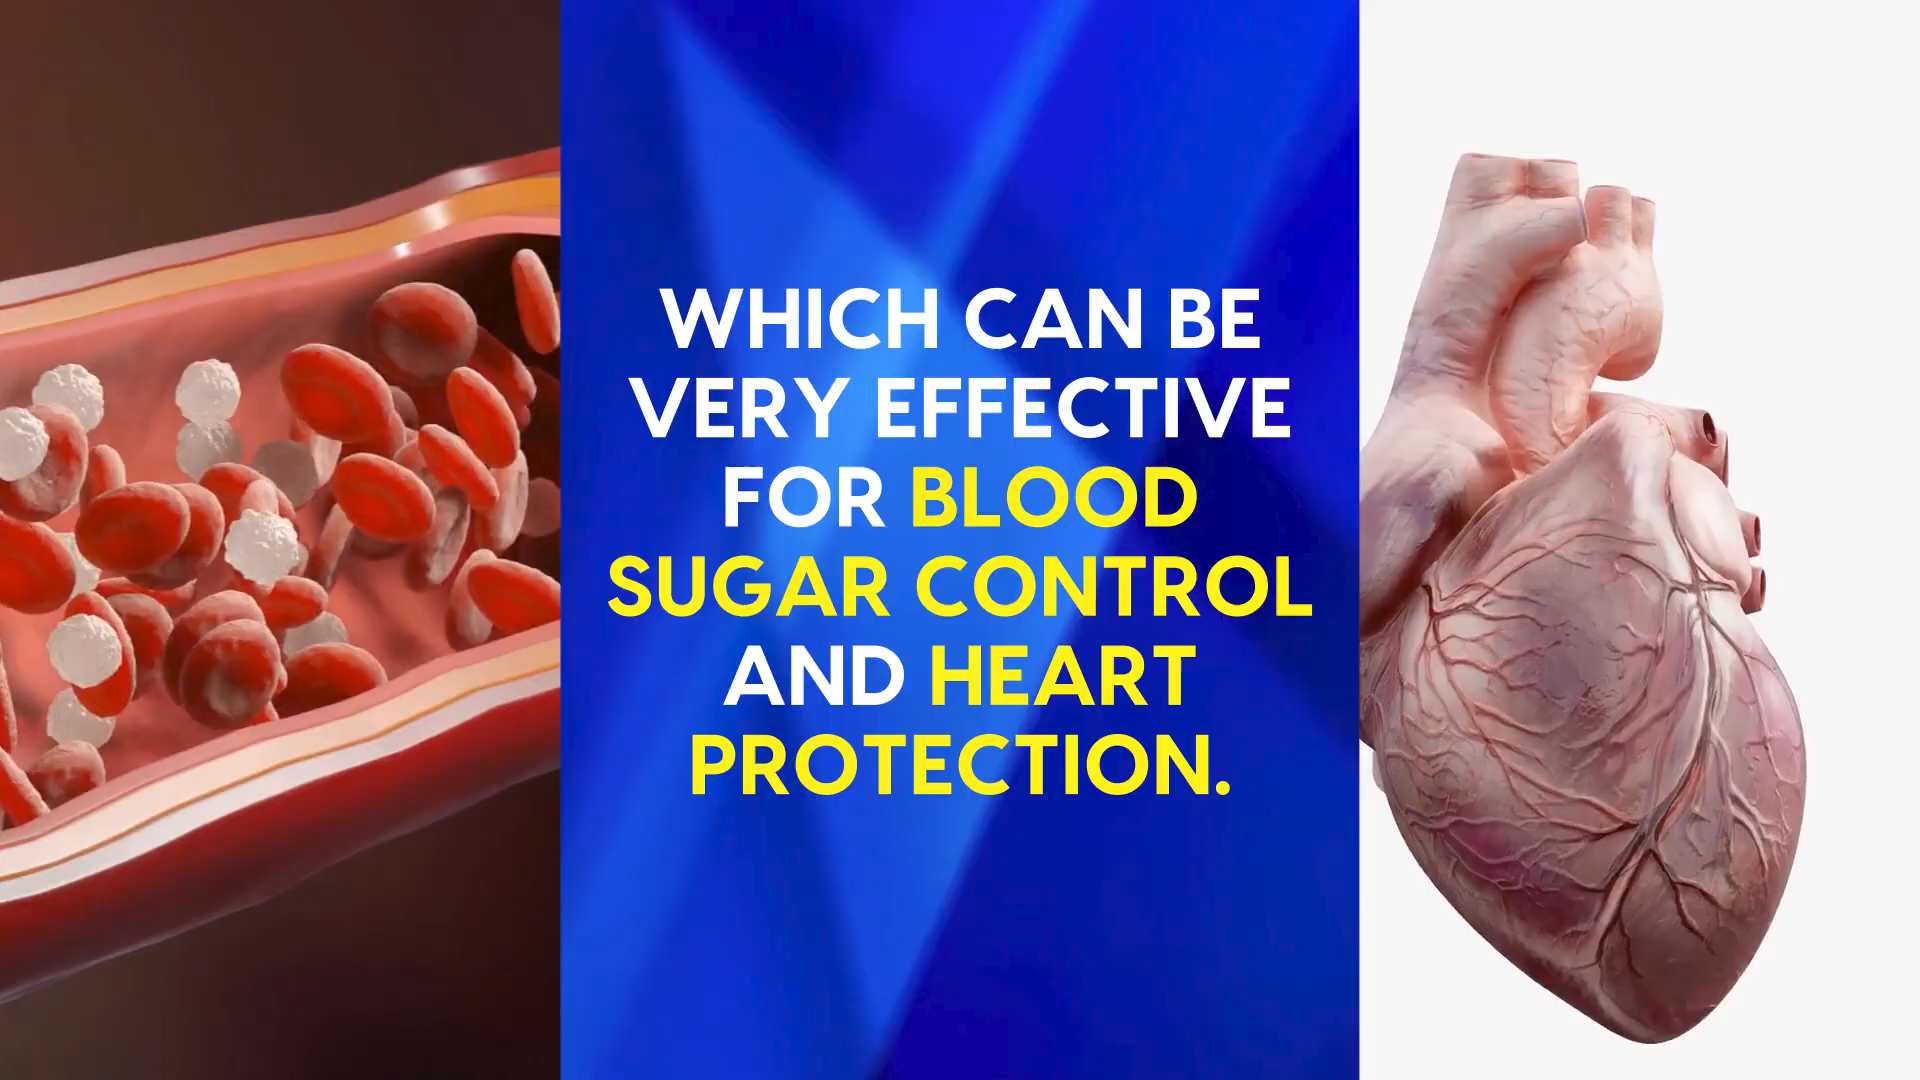 WHICH CAN BE
VERY EFFECTIVE
FOR BLOOD
SUGAR CONTROL
AND HEART
PROTECTION.